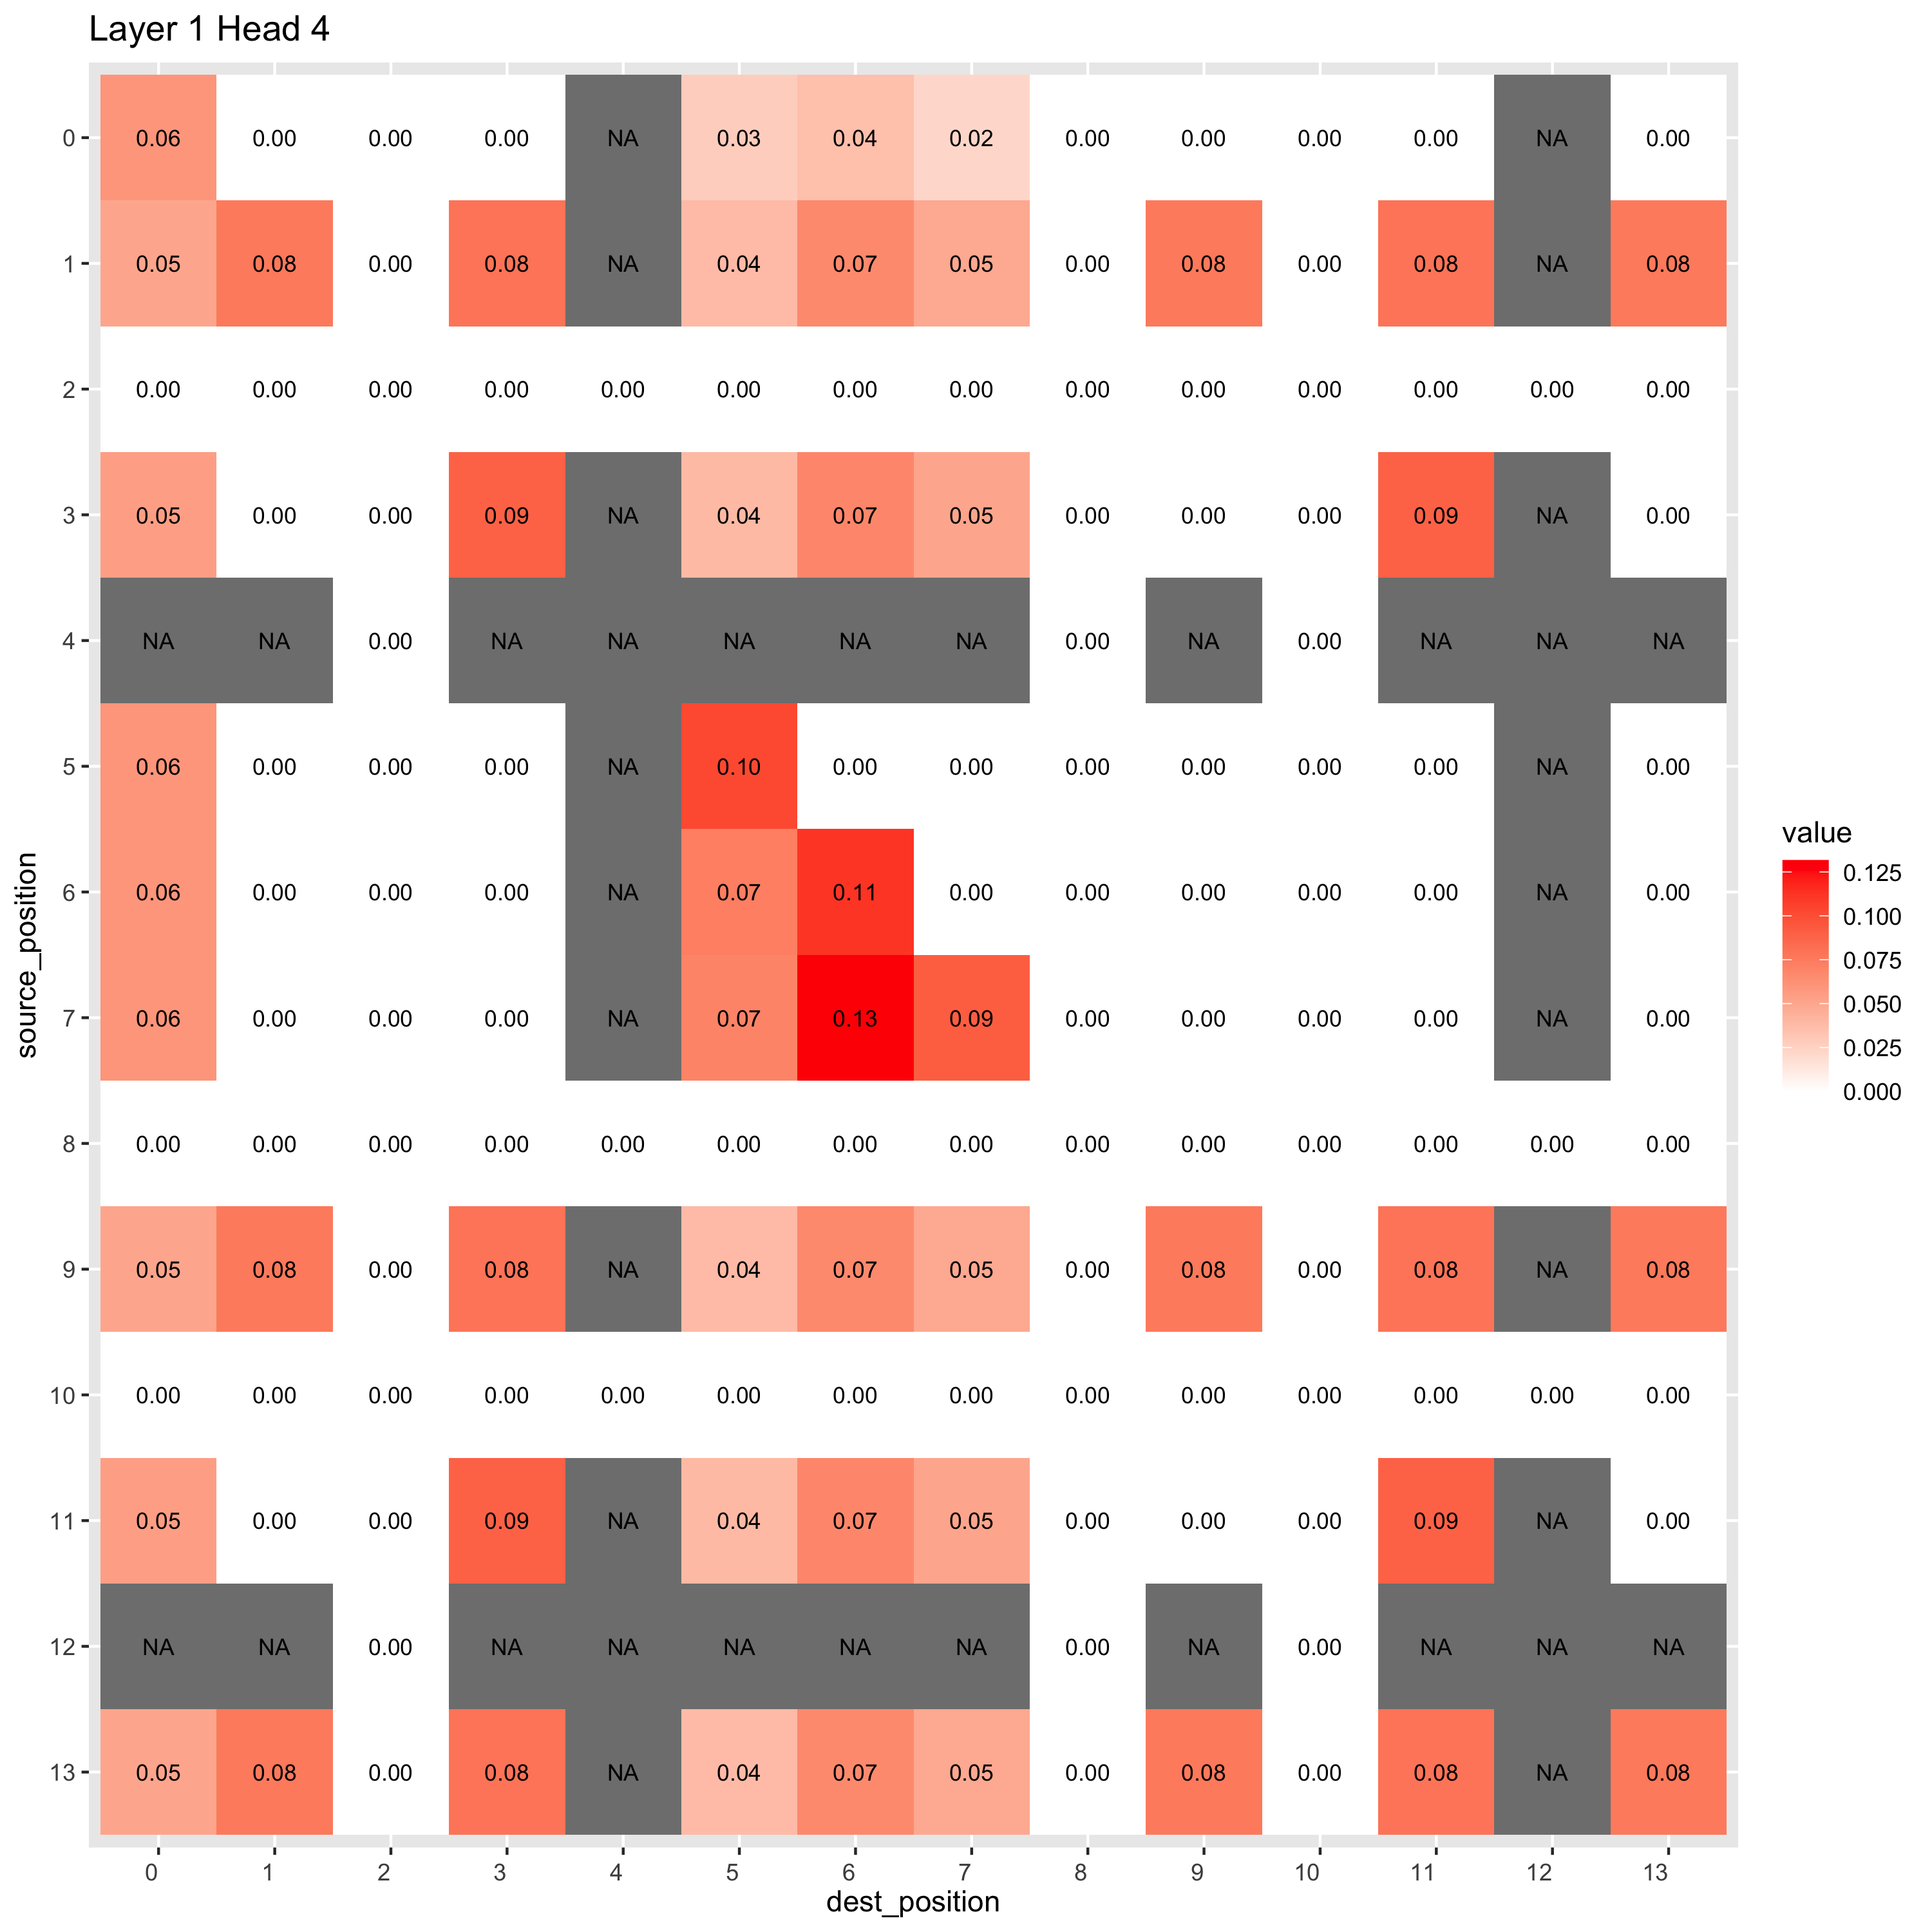 Layer 1 Head 4
0 0.06 0.00 0.00 0.00 NA 0.03 0.04 0.02 0.00 0.00 0.00 0.00 NA 0.00
1 0.05 0.08 0.00 0.08 NA 0.04 0.07 0.05 0.00 0.08 0.00 0.08 NA 0.08
2 0.00 0.00 0.00 0.00 0.00 0.00 0.00 0.00 0.00 0.00 0.00 0.00 0.00 0.00
3 0.05 0.00 0.00 0.09 NA 0.04 0.07 0.05 0.00 0.00 0.00 0.09 NA 0.00
4 NA NA 0.00 NA NA NA NA NA 0.00 NA 0.00 NA NA NA
5 0.06 0.00 0.00 0.00 NA 0.10 0.00 0.00 0.00 0.00 0.00 0.00 NA 0.00
6 0.06 0.00 0.00 0.00 NA 0.07 0.11 0.00 0.00 0.00 0.00 0.00 NA 0.00
7 0.06 0.00 0.00 0.00 NA 0.07 0.13 0.09 0.00 0.00 0.00 0.00 NA 0.00
8 0.00 0.00 0.00 0.00 0.00 0.00 0.00 0.00 0.00 0.00 0.00 0.00 0.00 0.00
9 0.05 0.08 0.00 0.08 NA 0.04 0.07 0.05 0.00 0.08 0.00 0.08 NA 0.08
10 0.00 0.00 0.00 0.00 0.00 0.00 0.00 0.00 0.00 0.00 0.00 0.00 0.00 0.00
11 0.05 0.00 0.00 0.09 NA 0.04 0.07 0.05 0.00 0.00 0.00 0.09 NA 0.00
12 NA NA 0.00 NA NA NA NA NA 0.00 NA 0.00 NA NA NA
13 0.05 0.08 0.00 0.08 NA 0.04 0.07 0.05 0.00 0.08 0.00 0.08 NA 0.08
0 1 2 3 4 5 6 7 8 9 10 11 12 13
dest_position
source_position
value
0.125
0.100
0.075
0.050
0.025
0.000